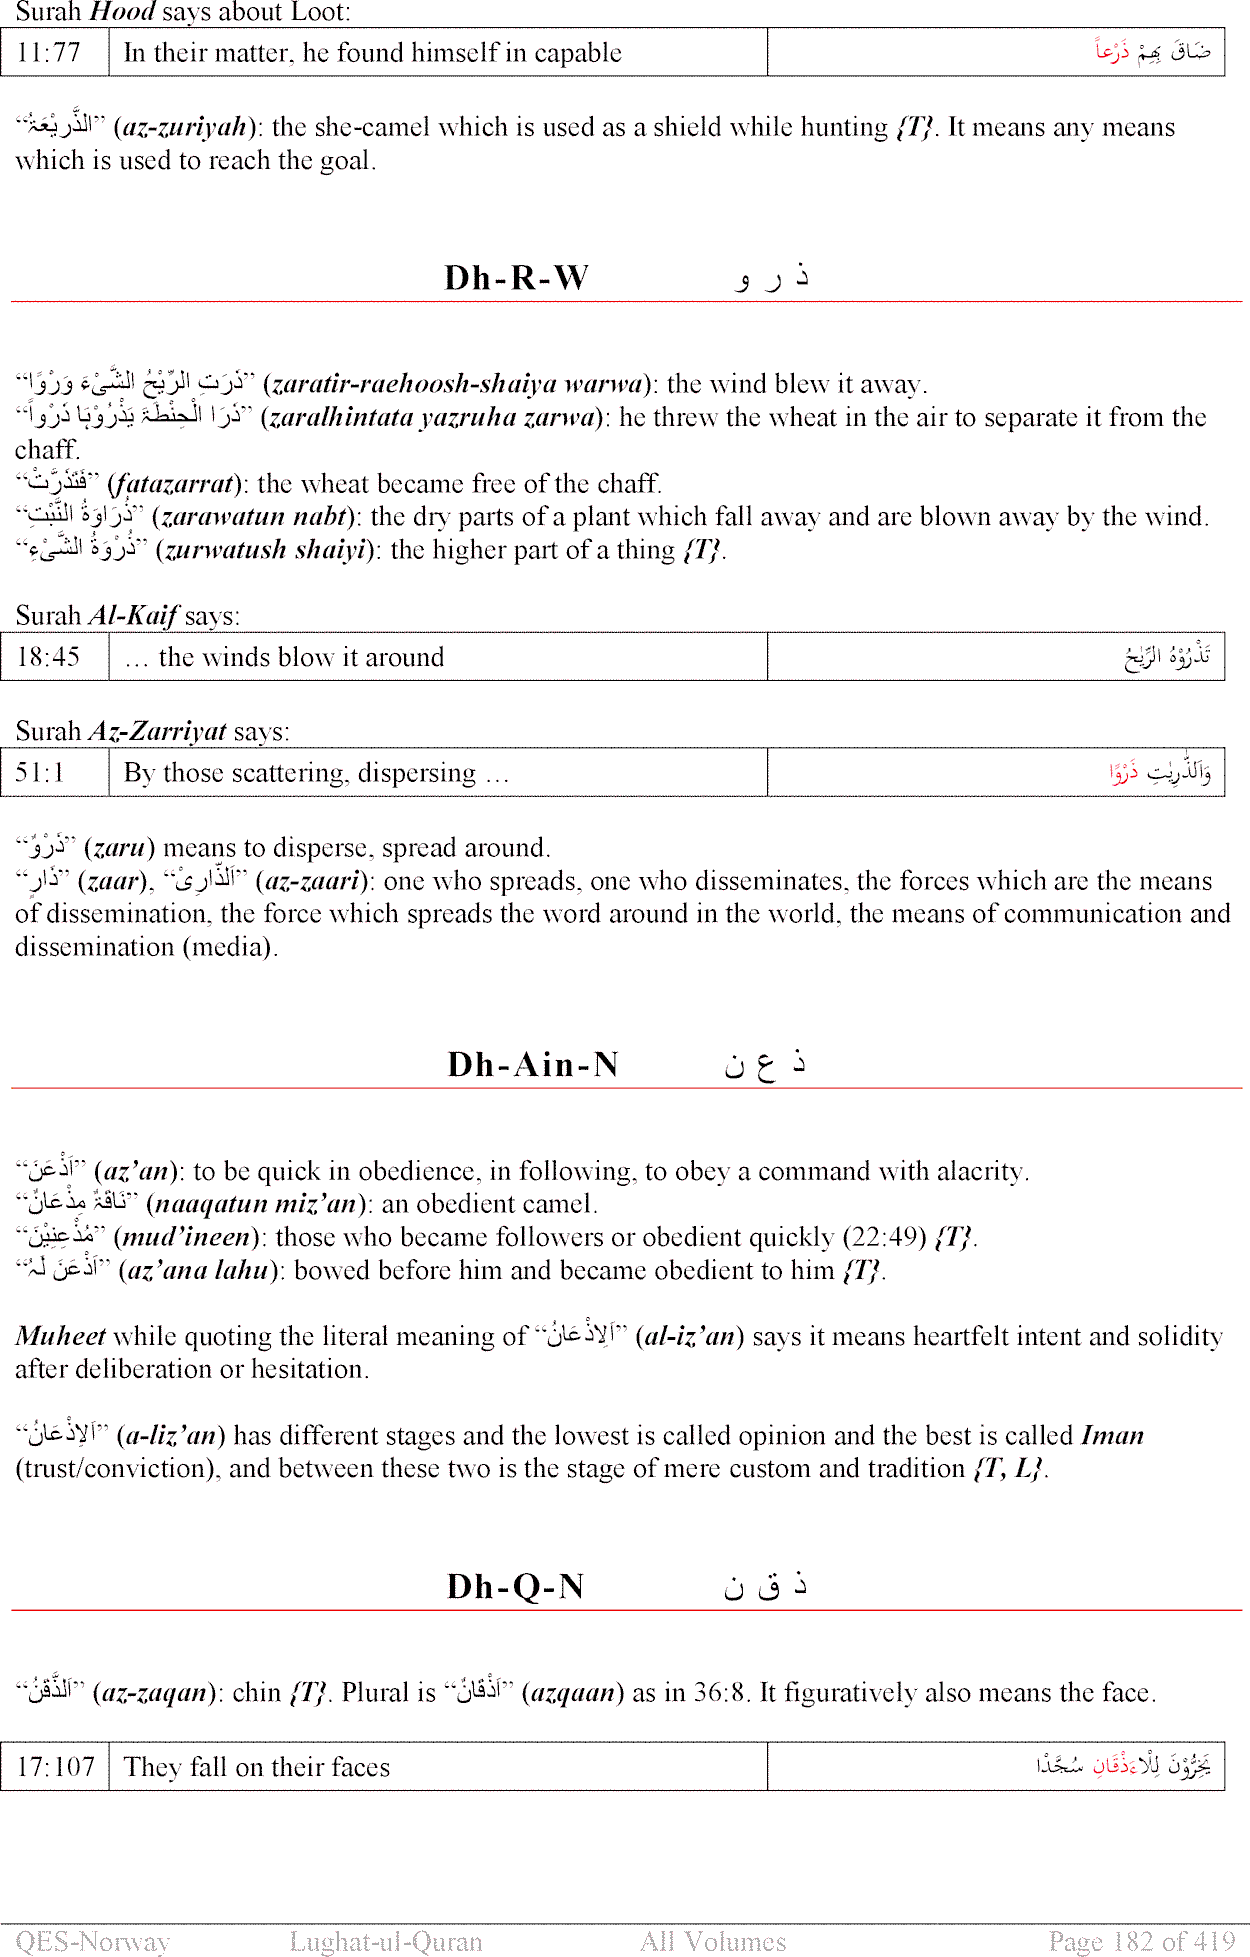 Surah Hood says about Loot:
11:77 In their matter, he found himself in capable ضَاقَ بِهِمْ ذَرْعاً
“الذَّرِيْعَۃُ” (az-zuriyah): the she-camel which is used as a shield while hunting {T}. It means any means
which is used to reach the goal.
Dh-R-W ذ ر و
“ذَرَتِ الرِّيْحُ الشَّیْءَ وَرْوًا” (zaratir-raehoosh-shaiya warwa): the wind blew it away.
“ذَرَا الْحِنْطَۃَ يَذْرُوْہَا ذَرْواً” (zaralhintata yazruha zarwa): he threw the wheat in the air to separate it from the
chaff.
“فَتَذَرَّتْ” (fatazarrat): the wheat became free of the chaff.
“ذُرَاوَۃُ النَّبْتِ” (zarawatun nabt): the dry parts of a plant which fall away and are blown away by the wind.
“ذُرْوَۃُ الشَّیْءِ” (zurwatush shaiyi): the higher part of a thing {T}.
Surah Al-Kaif says:
18:45 … the winds blow it around تَذْرُوْهُ الرِّيٰحُ
Surah Az-Zarriyat says:
51:1 By those scattering, dispersing … وَالذّٰرِيٰتِ ذَرْوًا
“ذَرْوٌ” (zaru) means to disperse, spread around.
“ذَارٍ” (zaar), “اَلذَّارِیْ” (az-zaari): one who spreads, one who disseminates, the forces which are the means
of dissemination, the force which spreads the word around in the world, the means of communication and
dissemination (media).
Dh-Ain-N ذ ع ن
“اَذْعَنَ” (az’an): to be quick in obedience, in following, to obey a command with alacrity.
“نَاقَۃٌ مِذْعَانٌ” (naaqatun miz’an): an obedient camel.
“مُذْعِنِيْنَ” (mud’ineen): those who became followers or obedient quickly (22:49) {T}.
“اَذْعَنَ لَہٗ” (az’ana lahu): bowed before him and became obedient to him {T}.
Muheet while quoting the literal meaning of “اَلِاذْعَانُ” (al-iz’an) says it means heartfelt intent and solidity
after deliberation or hesitation.
“اَلاِذْعَانُ” (a-liz’an) has different stages and the lowest is called opinion and the best is called Iman
(trust/conviction), and between these two is the stage of mere custom and tradition {T, L}.
Dh-Q-N ذ ق ن
“اَلذَّقَنُ” (az-zaqan): chin {T}. Plural is “اَذْقَانٌ” (azqaan) as in 36:8. It figuratively also means the face.
17:107 They fall on their faces يَخِرُّوْنَ لِلْاَذْقَانِ سُجَّدًا
QES-Norway Lughat-ul-Quran All Volumes Page 182 of 419